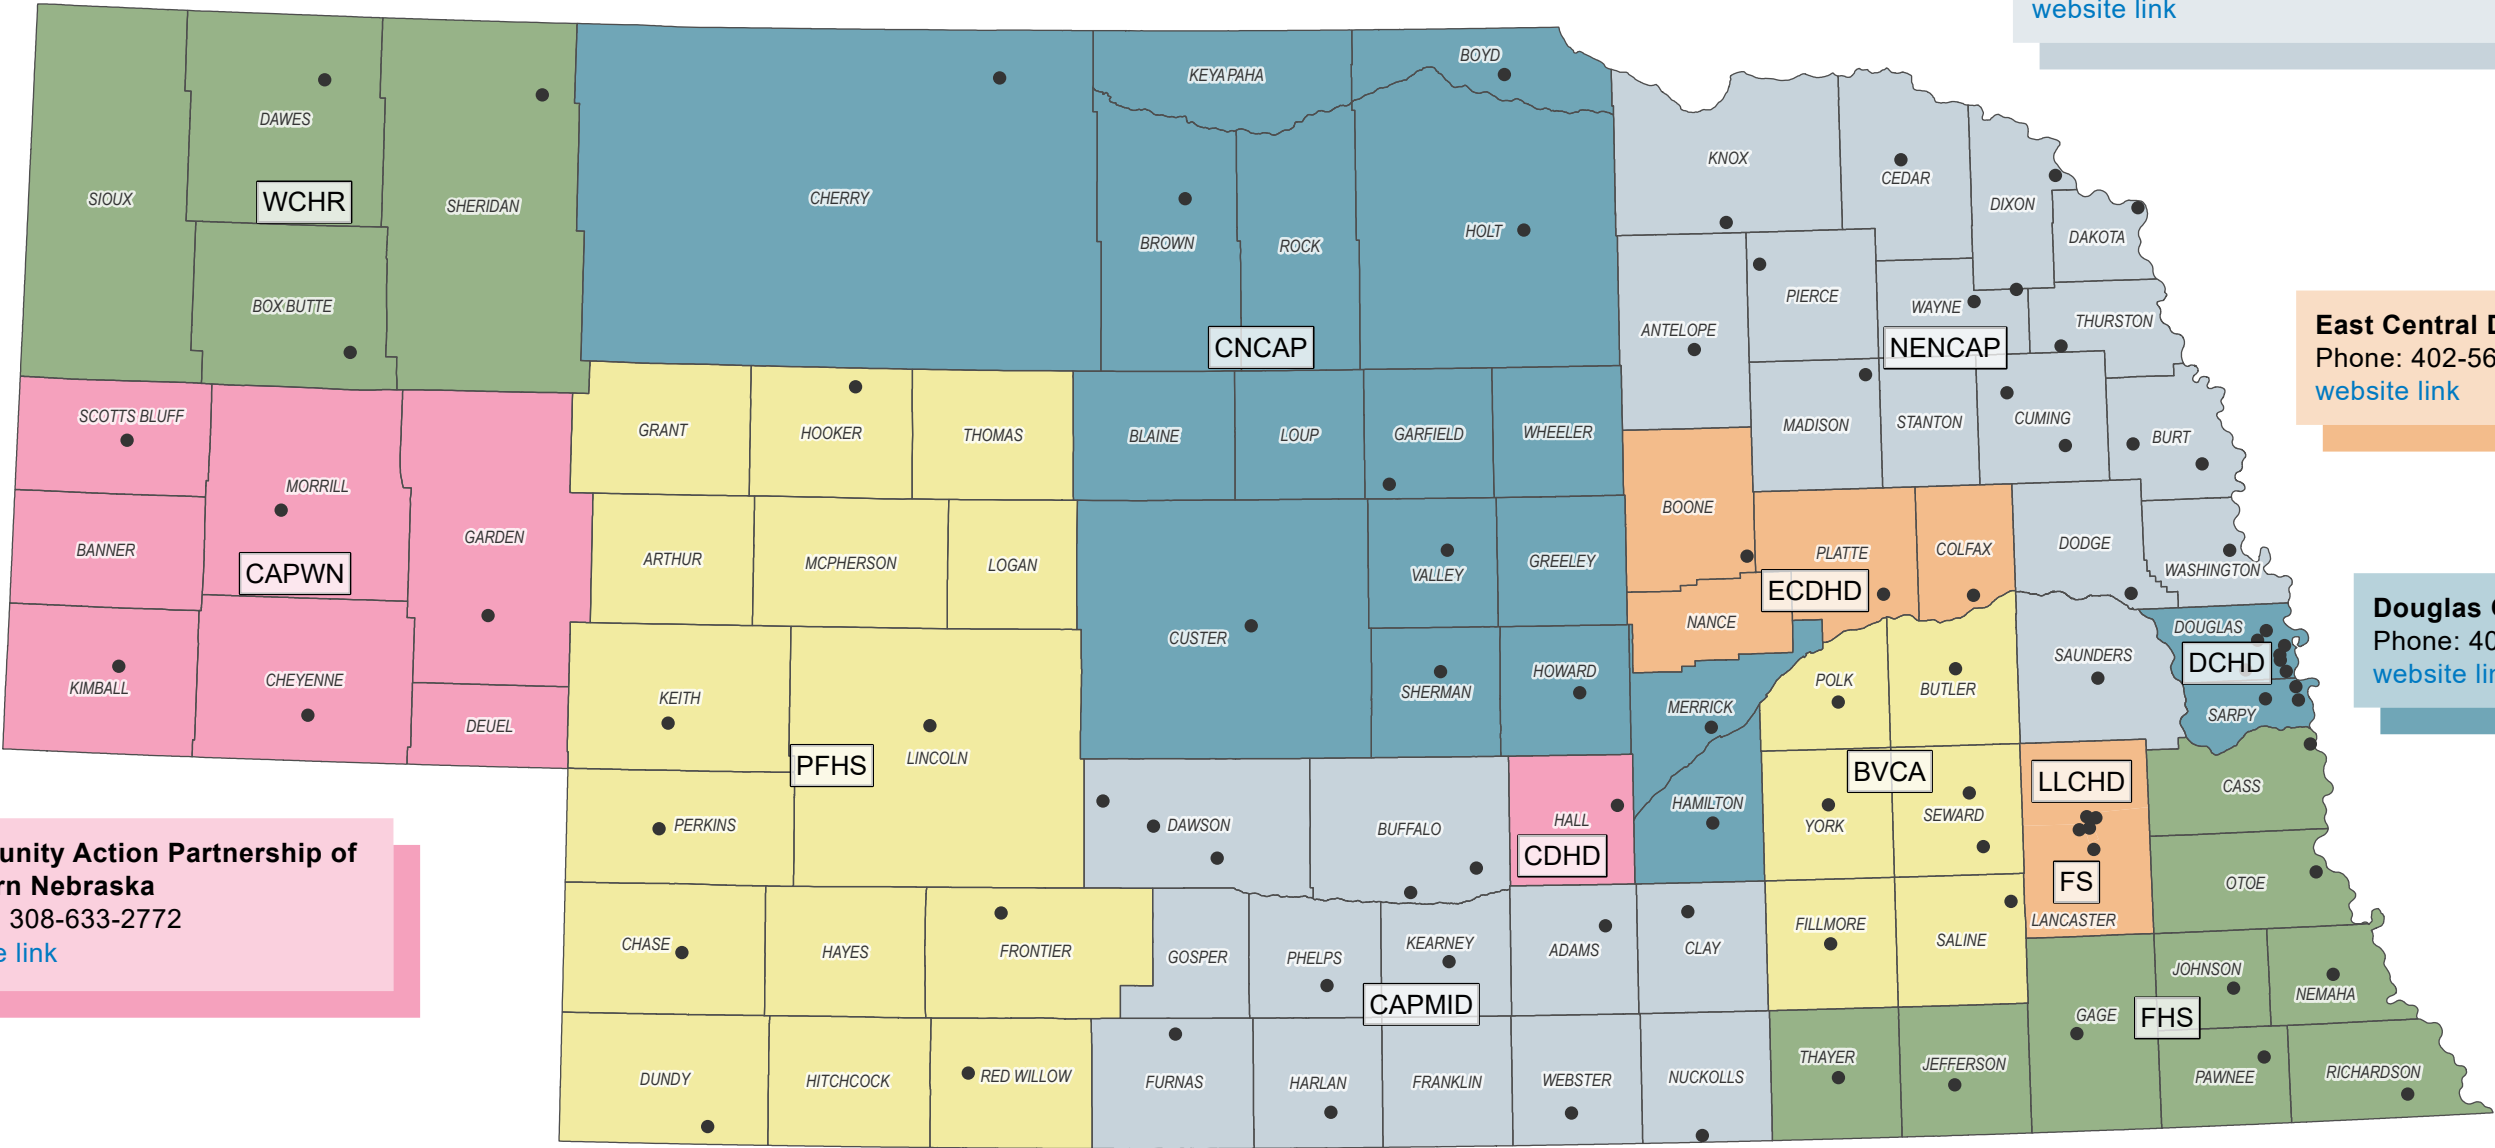 website link
BOYD
KEYA PAHA
DAWES
KNOX
CEDAR
SIOUX
WCHR
SHERIDAN
CHERRY
DIXON
BROWN
ROCK
HOLT
DAKOTA
BOX BUTTE
PIERCE
WAYNE
THURSTON
ANTELOPE
CNCAP
NENCAP
East Central D
Phone: 402-56
website link
SCOTTS BLUFF
GRANT
HOOKER
THOMAS
BLAINE
LOUP
GARFIELD
WHEELER
MADISON
STANTON
CUMING
BURT
MORRILL
BOONE
BANNER
GARDEN
ARTHUR
MCPHERSON
LOGAN
VALLEY
GREELEY
PLATTE
COLFAX
DODGE
WASHINGTON
CAPWN
ECDHD
NANCE
Douglas C
Phone: 40
website lin
DOUGLAS
DCHD
CUSTER
KIMBALL
CHEYENNE
DEUEL
KEITH
SHERMAN
HOWARD
MERRICK
POLK
BUTLER
SAUNDERS
SARPY
PFHS
LINCOLN
BVCA
LLCHD
CASS
PERKINS
DAWSON
BUFFALO
HALL
CDHD
HAMILTON
YORK
SEWARD
FS
LANCASTER
OTOE
unity Action Partnership of
rn Nebraska
308-633-2772
e link
CHASE
HAYES
FRONTIER
GOSPER
PHELPS
KEARNEY
ADAMS
CLAY
FILLMORE
SALINE
CAPMID
JOHNSON
NEMAHA
GAGE
FHS
DUNDY
HITCHCOCK
RED WILLOW
FURNAS
HARLAN
FRANKLIN
WEBSTER
NUCKOLLS
THAYER
JEFFERSON
PAWNEE
RICHARDSON